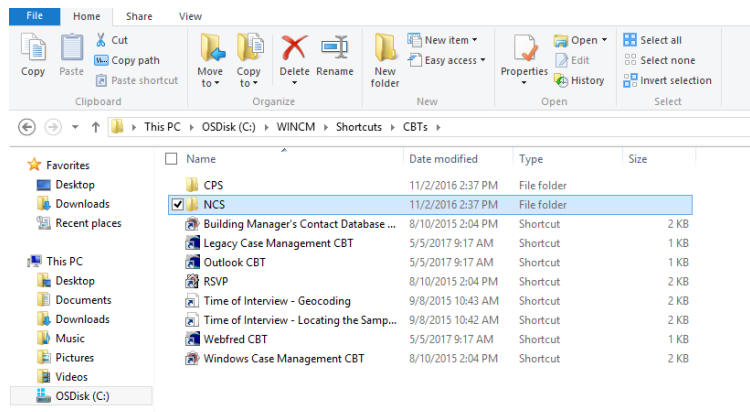 File Home Share View
Cut
Copy path
Paste shortcut
Copy Paste
Clipboard
Move to Copy to Delete Rename
Organize
New folder
New item
Easy access
New
Properties
Open
Edit
History
Open
Select all
Select none
Invert selection
Select
This PC OSDisk (C:) WINCM Shortcuts CBTs
Favorites
Desktop
Downloads
Recent places
This PC
Desktop
Documents
Downloads
Music
Pictures
Videos
OSDisk (C:)
Name Date modified Type Size
CPS 11/2/2016 2:37 PM File folder
NCS 11/2/2016 2:37 PM File folder
Building Manager's Contact Database ... 8/10/2015 2:04 PM Shortcut 2 KB
Legacy Case Management CBT 5/5/2017 9:17 AM Shortcut 1 KB
Outlook CBT 5/5/2017 9:17 AM Shortcut 1 KB
RSVP 8/10/2015 2:04 PM Shortcut 2 KB
Time of Interview - Geocoding 9/8/2015 10:43 AM Shortcut 2 KB
Time of Interview - Locating the Samp... 9/8/2015 10:42 AM Shortcut 2 KB
Webfred CBT 5/5/2017 9:17 AM Shortcut 1 KB
Windows Case Management CBT 8/10/2015 2:04 PM Shortcut 2 KB